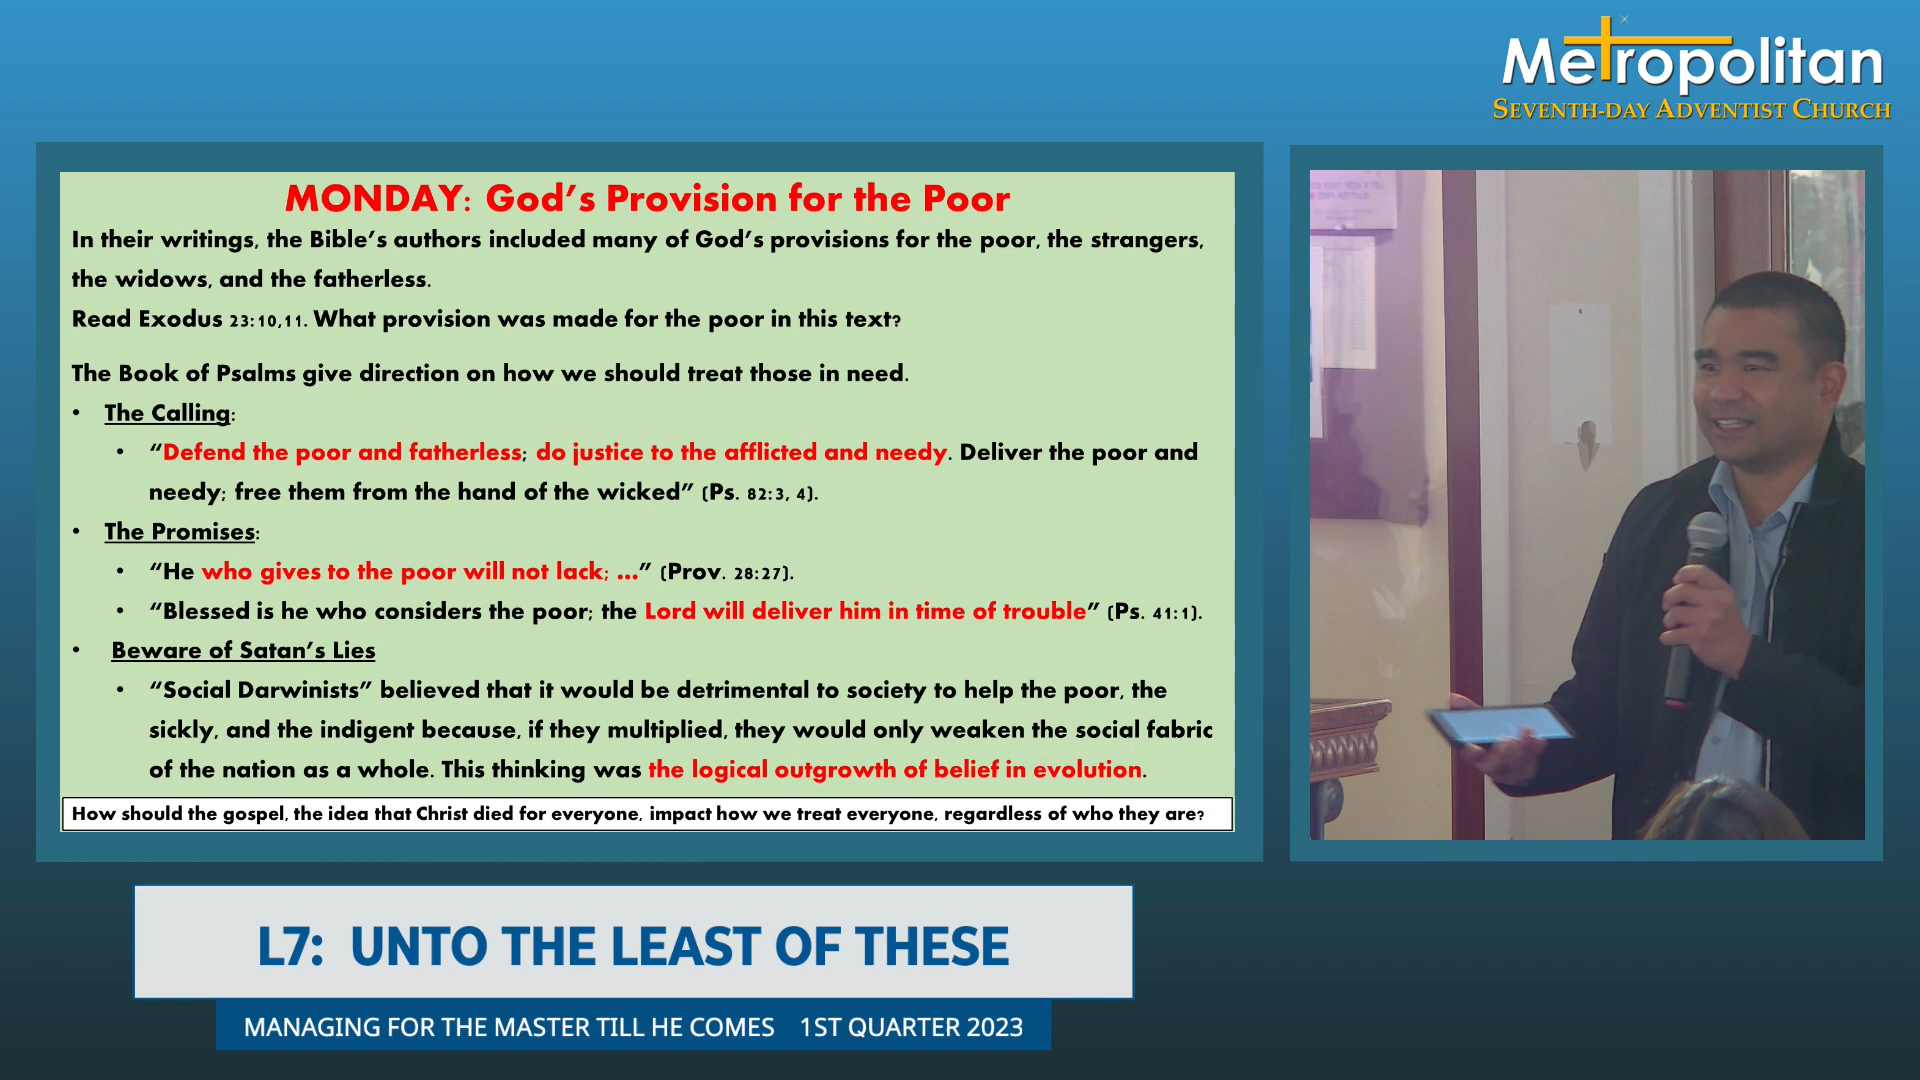 Metropolitan
SEVENTH-DAY ADVENTIST CHURCH
MONDAY: God's Provision for the Poor
In their writings, the Bible's authors included many of God's provisions for the poor, the strangers,
the widows, and the fatherless.
Read Exodus 23:10,11. What provision was made for the poor in this text?
The Book of Psalms give direction on how we should treat those in need.
• The Calling:
• “Defend the poor and fatherless; do justice to the afflicted and needy. Deliver the poor and
needy; free them from the hand of the wicked” (Ps. 82:3, 4).
• The Promises:
• “He who gives to the poor will not lack; ...” (Prov. 28:27).
• “Blessed is he who considers the poor; the Lord will deliver him in time of trouble” (Ps. 41:1).
• Beware of Satan's Lies
• “Social Darwinists” believed that it would be detrimental to society to help the poor, the
sickly, and the indigent because, if they multiplied, they would only weaken the social fabric
of the nation as a whole. This thinking was the logical outgrowth of belief in evolution.
How should the gospel, the idea that Christ died for everyone, impact how we treat everyone, regardless of who they are?
L7: UNTO THE LEAST OF THESE
MANAGING FOR THE MASTER TILL HE COMES 1ST QUARTER 2023